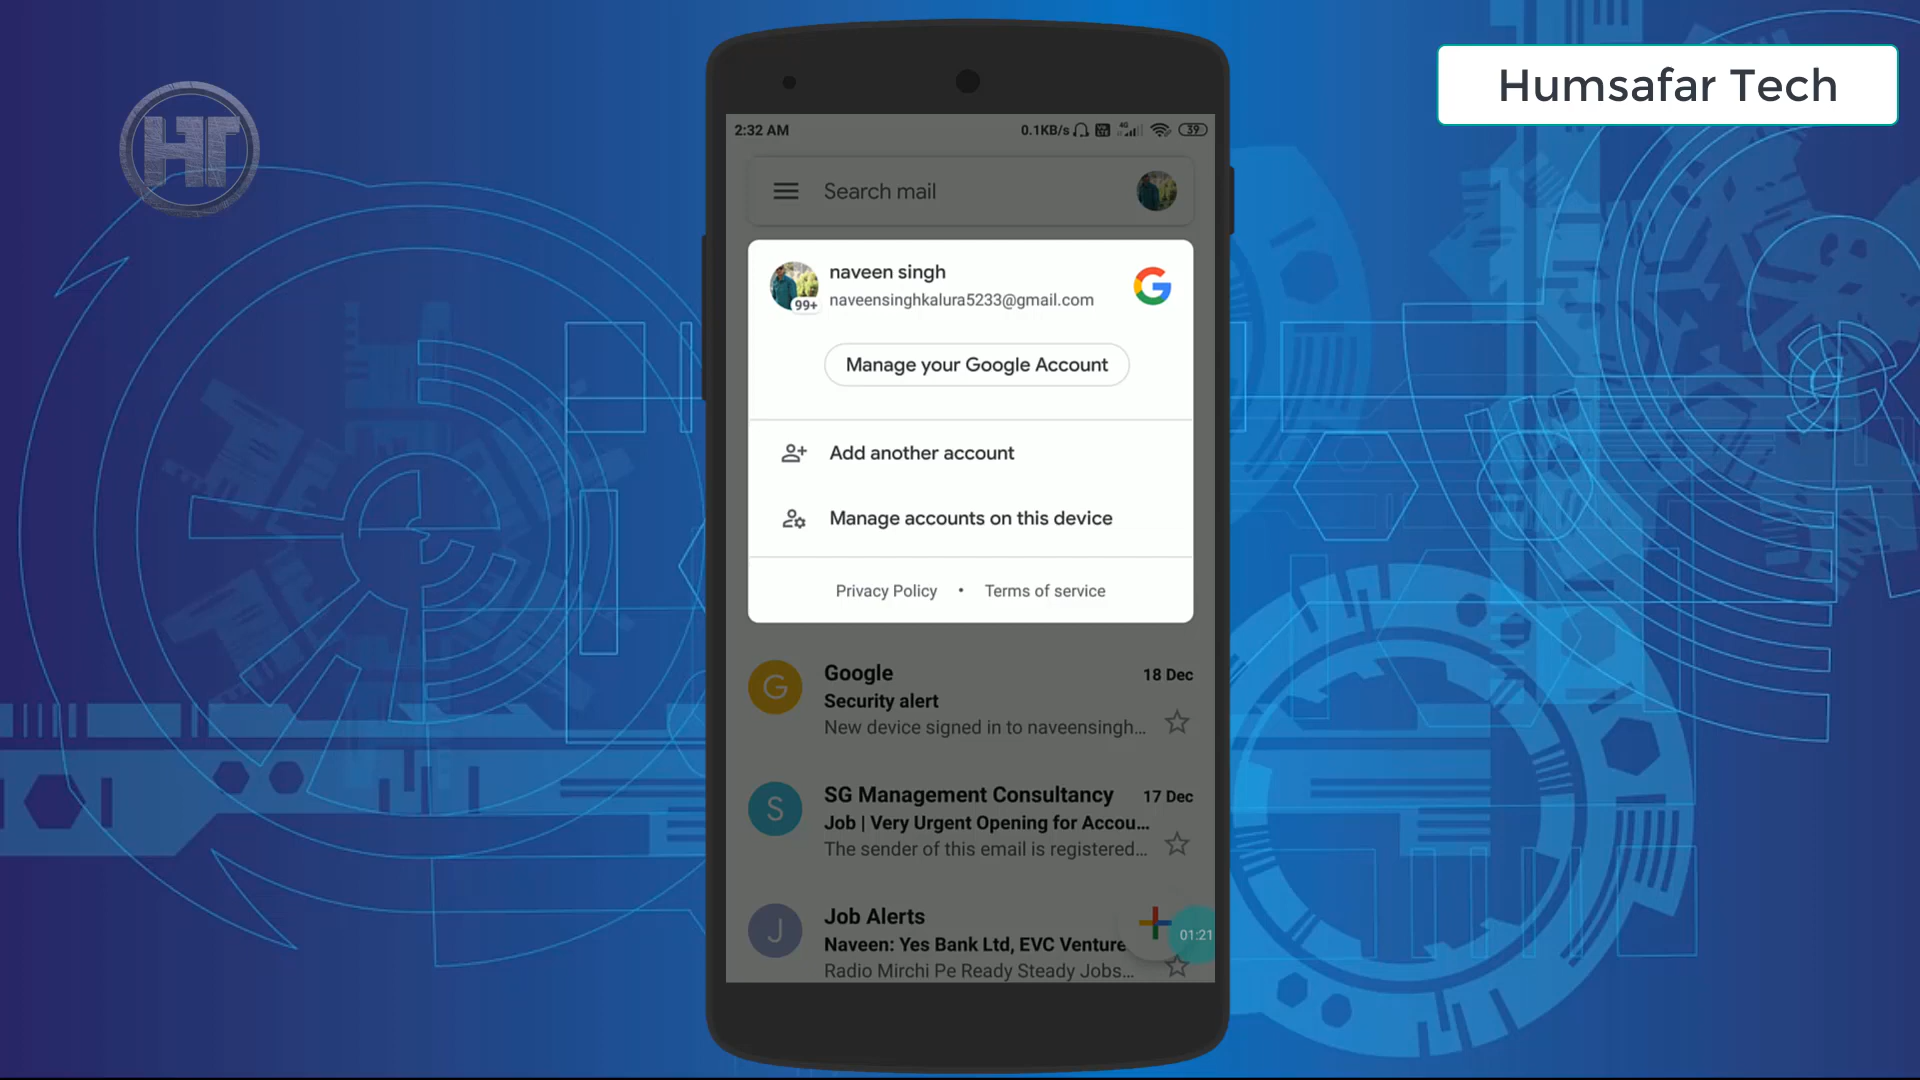 HT
Humsafar Tech
2:32 AM
0.1KB/s 4G 39
Search mail
naveen singh
99+
naveensinghkalura5233@gmail.com
Manage your Google Account
Add another account
Manage accounts on this device
Privacy Policy • Terms of service
G
Google 18 Dec
Security alert
New device signed in to naveensingh...
S
SG Management Consultancy 17 Dec
Job | Very Urgent Opening for Accou...
The sender of this email is registered...
J
Job Alerts
Naveen: Yes Bank Ltd, EVC Venture
01:21
Radio Mirchi Pe Ready Steady Jobs...